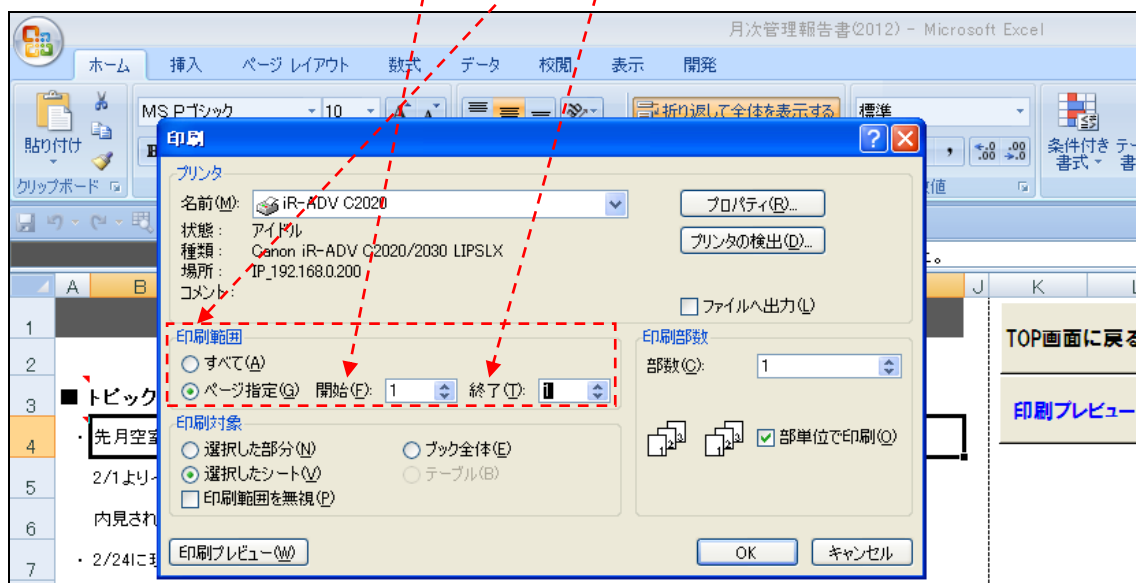 月次管理報告書(2012) - Microsoft Excel
ホーム 挿入 ページ レイアウト 数式 データ 校閲 表示 開発
MS Pゴシック 10 折り返して全体を表示する 標準
貼り付け
B
条件付き
書式
クリップボード
印刷
プリンタ
名前(M): iR-ADV C2020 プロパティ(R)...
状態 : アイドル
種類 : Canon iR-ADV C2020/2030 LIPSLX プリンタの検出(D)...
場所 : IP_192.168.0.200
コメント:
ファイルへ出力(L)
印刷範囲
すべて(A)
ページ指定(G) 開始(F): 1 終了(T): 1
印刷部数
部数(C): 1
1 2 3 1 2 3
部単位で印刷(O)
印刷対象
選択した部分(N) ブック全体(E)
選択したシート(V) テーブル(B)
印刷範囲を無視(P)
印刷プレビュー(W) OK キャンセル
A B J K
1
2
3 ■ トピック
4 ・ 先月空室
5 2/1より
6 内見され
7 ・ 2/24に
TOP画面に戻る
印刷プレビュー